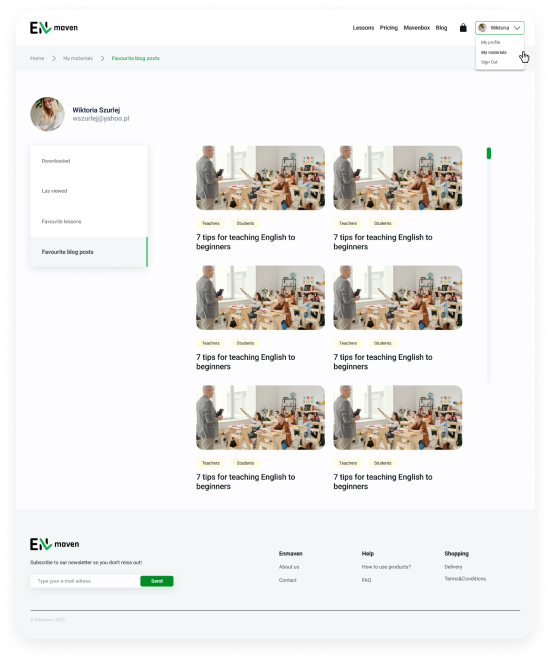 EN maven
Lessons Pricing Mavenbox Blog Wiktoria
My profile
My materials
Sign Out
Home My materials Favourite blog posts
Wiktoria Szurlej
wszurlej@yahoo.pl
Downloaded
Las viewed
Favourite lessons
Favourite blog posts
Teachers Students
7 tips for teaching English to
beginners
Teachers Students
7 tips for teaching English to
beginners
Teachers Students
7 tips for teaching English to
beginners
Teachers Students
7 tips for teaching English to
beginners
Teachers Students
7 tips for teaching English to
beginners
Teachers Students
7 tips for teaching English to
beginners
EN maven
Subscribe to our newsletter so you don't miss out!
Type your e-mail adress Send
Enmaven
About us
Contact
Help
How to use products?
FAQ
Shopping
Delivery
Terms&Conditions